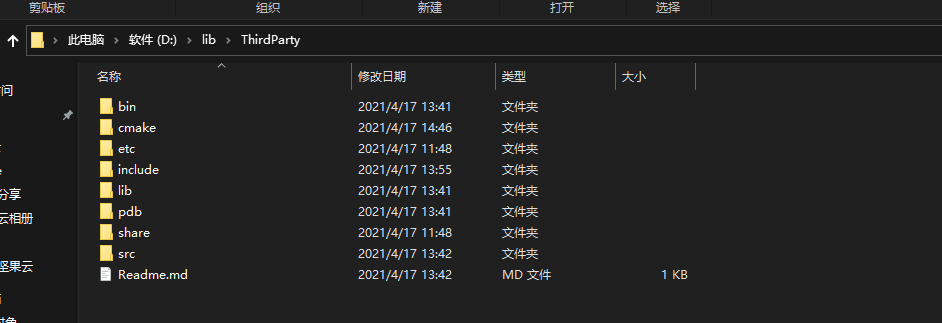 剪贴板 组织 新建 打开 选择
此电脑 软件 (D:) lib ThirdParty
名称 修改日期 类型 大小
bin 2021/4/17 13:41 文件夹
cmake 2021/4/17 14:46 文件夹
etc 2021/4/17 11:48 文件夹
include 2021/4/17 13:55 文件夹
lib 2021/4/17 13:41 文件夹
pdb 2021/4/17 13:41 文件夹
share 2021/4/17 11:48 文件夹
src 2021/4/17 13:42 文件夹
Readme.md 2021/4/17 13:42 MD 文件 1 KB
分享
云相册
坚果云